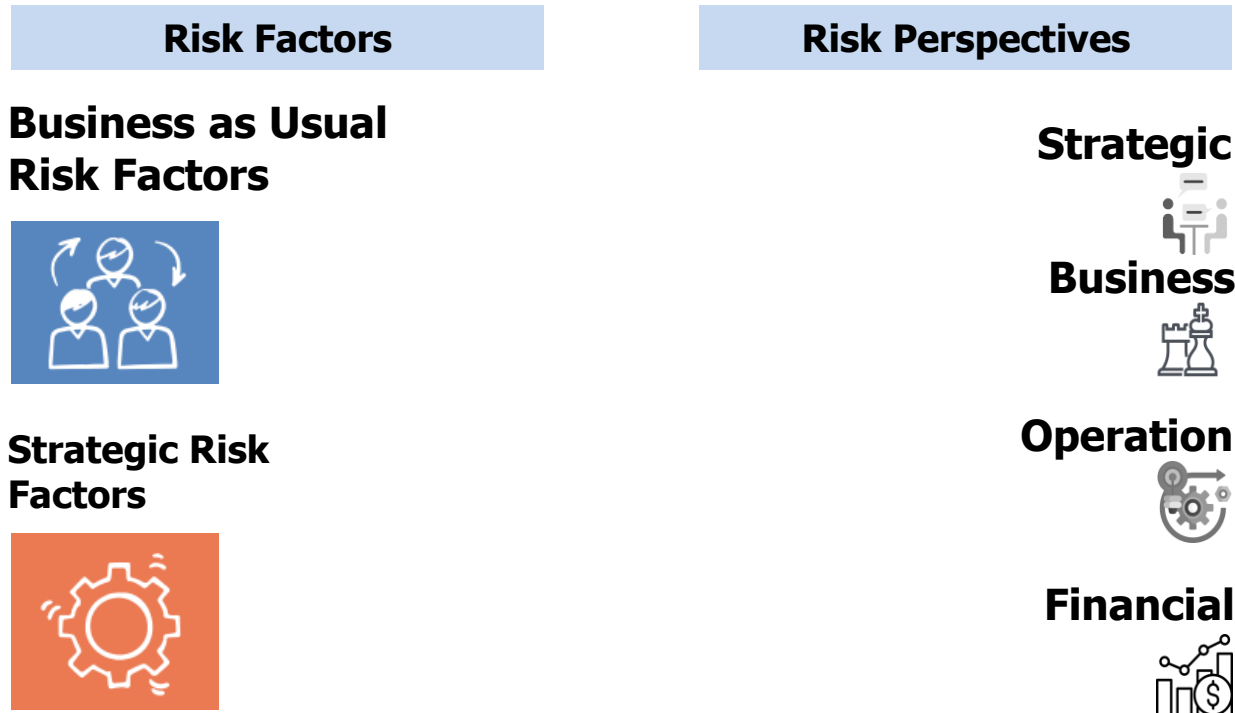 Risk Factors
Risk Perspectives
Business as Usual
Risk Factors
Strategic
Business
Strategic Risk
Factors
Operation
Financial
$